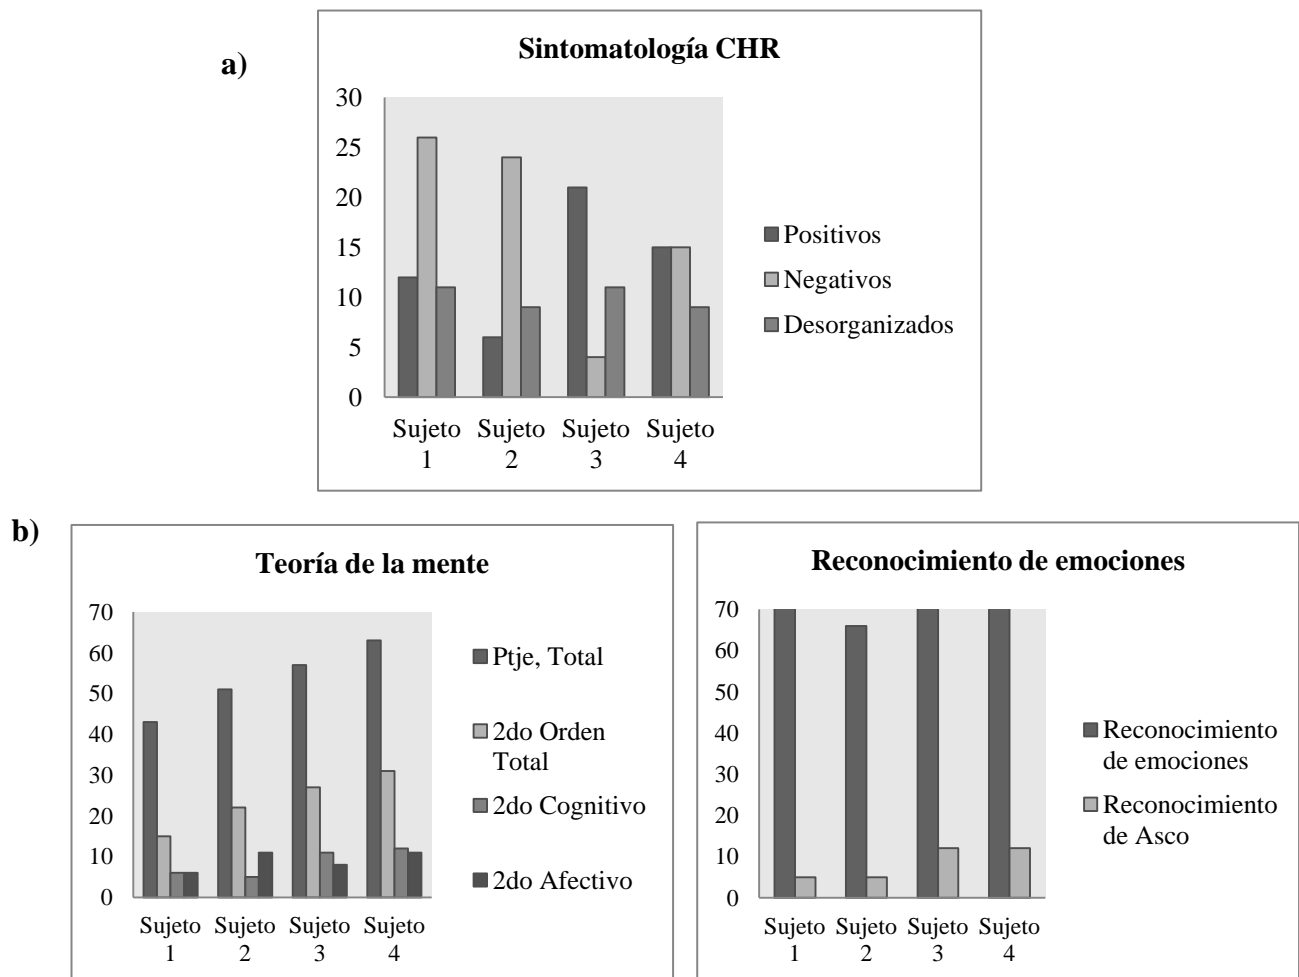 a)
Sintomatología CHR
30
25
20
15
10
5
0
Sujeto 1
Sujeto 2
Sujeto 3
Sujeto 4
Positivos
Negativos
Desorganizados
b)
Teoría de la mente
70
60
50
40
30
20
10
0
Sujeto 1
Sujeto 2
Sujeto 3
Sujeto 4
Ptje, Total
2do Orden
Total
2do Cognitivo
2do Afectivo
Reconocimiento de emociones
70
60
50
40
30
20
10
0
Sujeto 1
Sujeto 2
Sujeto 3
Sujeto 4
Reconocimiento
de emociones
Reconocimiento
de Asco